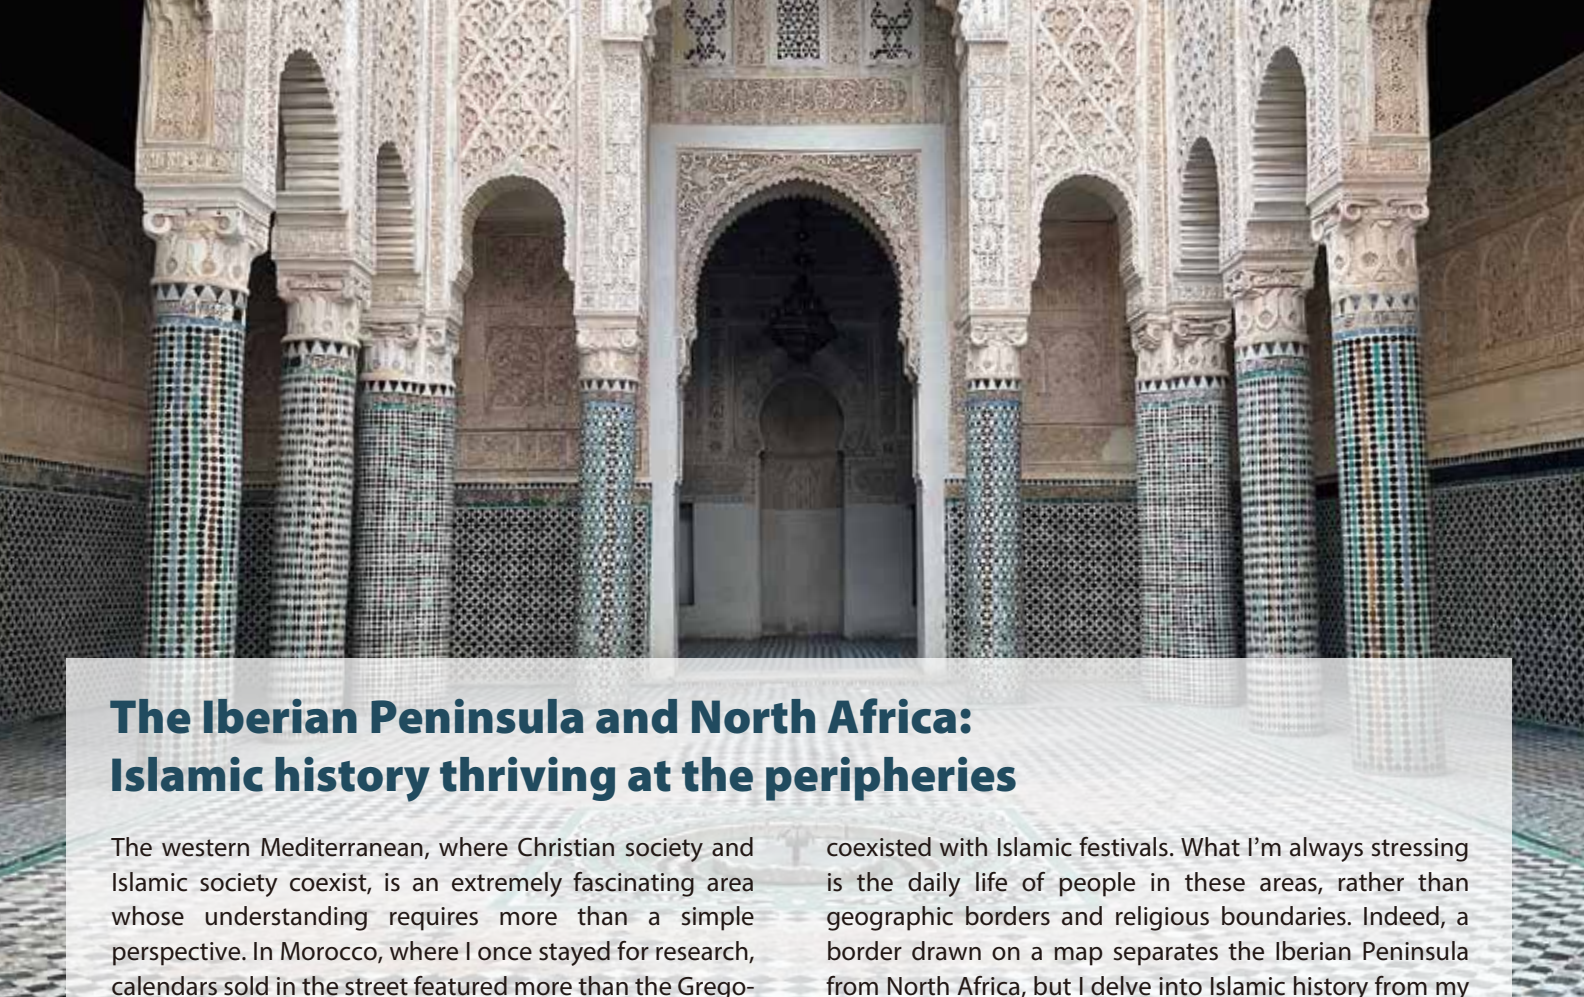 The Iberian Peninsula and North Africa:
Islamic history thriving at the peripheries
The western Mediterranean, where Christian society and
Islamic society coexist, is an extremely fascinating area
whose understanding requires more than a simple
perspective. In Morocco, where I once stayed for research,
calendars sold in the street featured more than the Grego-
coexisted with Islamic festivals. What I’m always stressing
is the daily life of people in these areas, rather than
geographic borders and religious boundaries. Indeed, a
border drawn on a map separates the Iberian Peninsula
from North Africa, but I delve into Islamic history from my